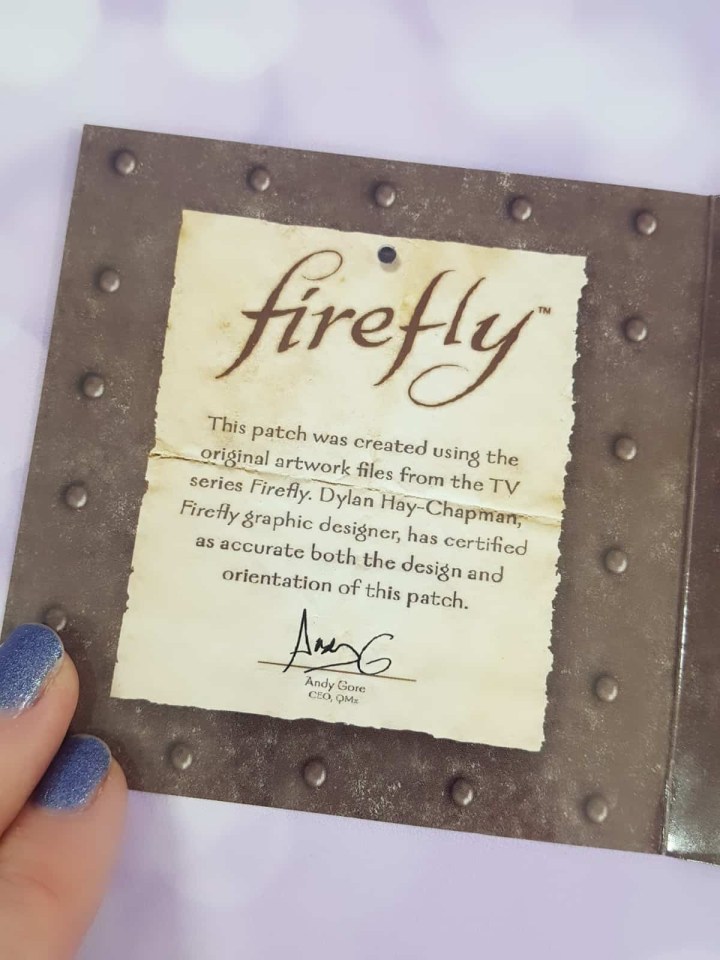 firefly™
This patch was created using the
original artwork files from the TV
series Firefly. Dylan Hay-Chapman,
Firefly graphic designer, has certified
as accurate both the design and
orientation of this patch.
Andy G
Andy Gore
CEO, QMx